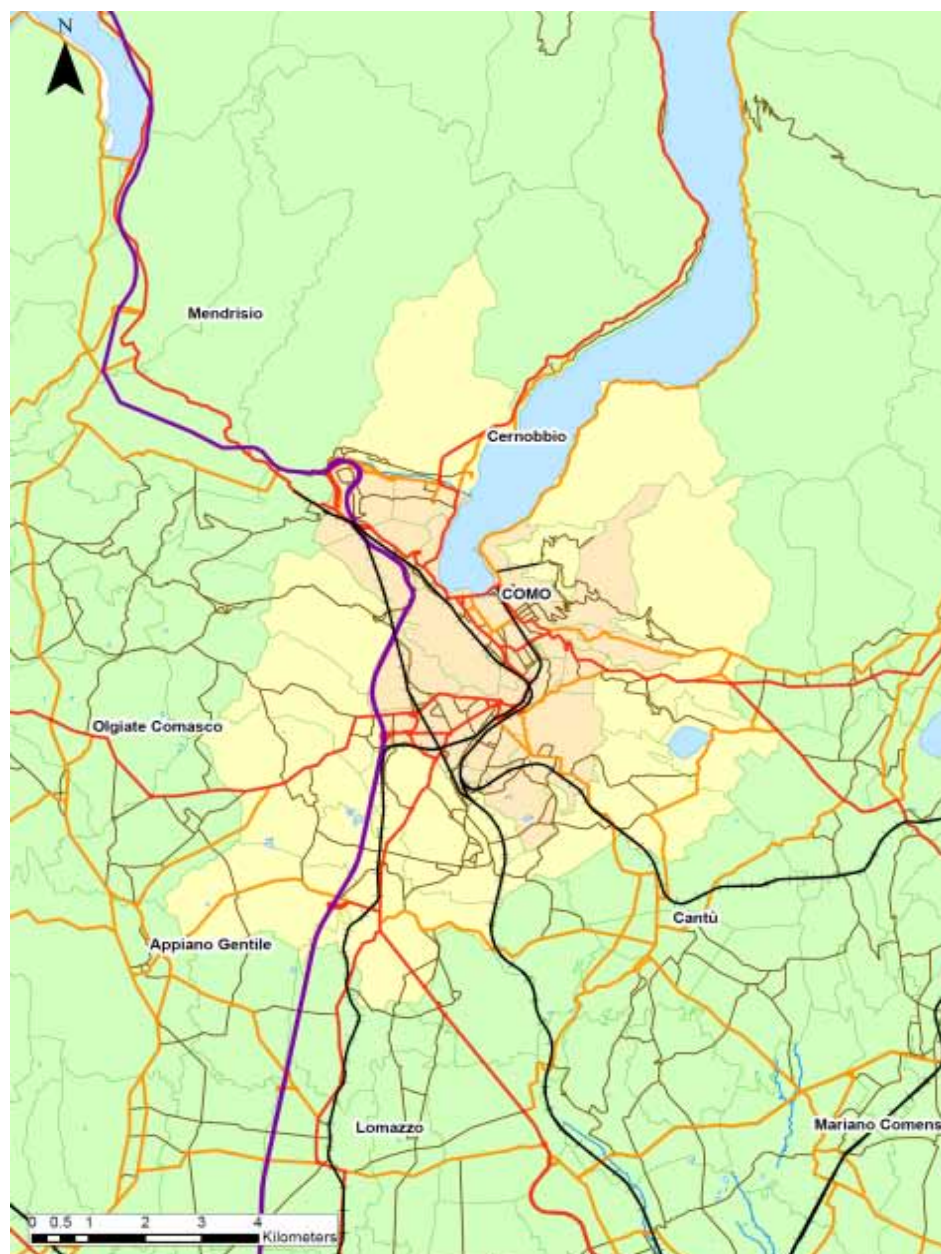 N
Mendrisio
Cernobbio
COMO
Olgiate Comasco
Cantù
Appiano Gentile
Lomazzo
Mariano Comens
0 0.5 1 2 3 4
Kilometers